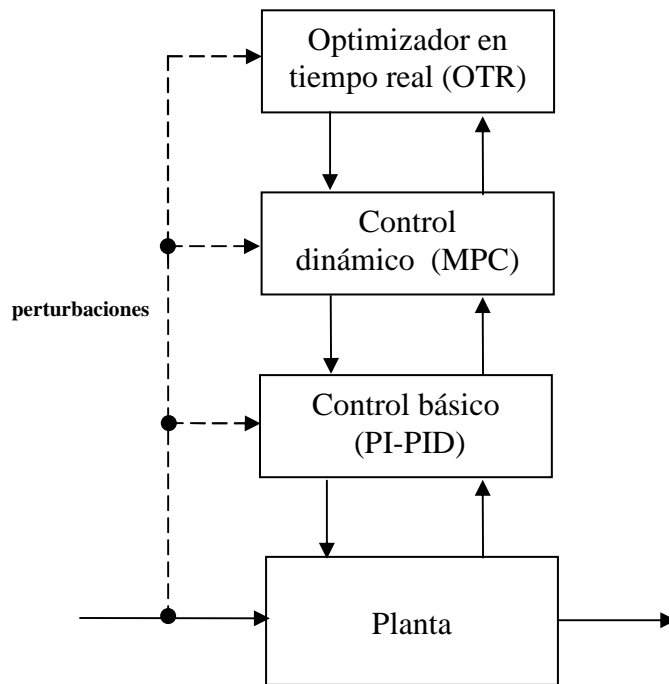 Optimizador en
tiempo real (OTR)
Control
dinámico (MPC)
perturbaciones
Control básico
(PI-PID)
Planta